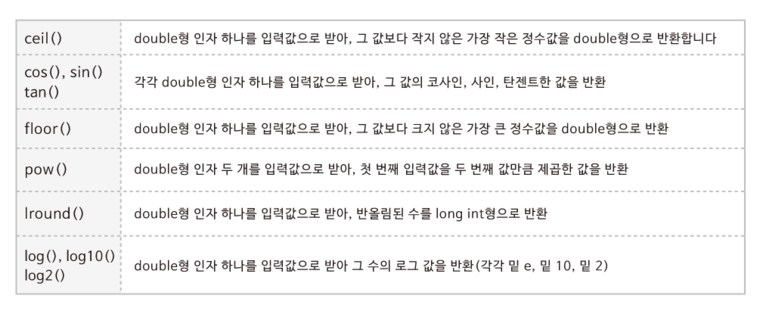 ceil() double형 인자 하나를 입력값으로 받아, 그 값보다 작지 않은 가장 작은 정수값을 double형으로 반환합니다
cos(), sin()
tan() 각각 double형 인자 하나를 입력값으로 받아, 그 값의 코사인, 사인, 탄젠트한 값을 반환
floor() double형 인자 하나를 입력값으로 받아, 그 값보다 크지 않은 가장 큰 정수값을 double형으로 반환
pow() double형 인자 두 개를 입력값으로 받아, 첫 번째 입력값을 두 번째 값만큼 제곱한 값을 반환
lround() double형 인자 하나를 입력값으로 받아, 반올림된 수를 long int형으로 반환
log(), log10()
log2() double형 인자 하나를 입력값으로 받아 그 수의 로그 값을 반환(각각 밑 e, 밑 10, 밑 2)